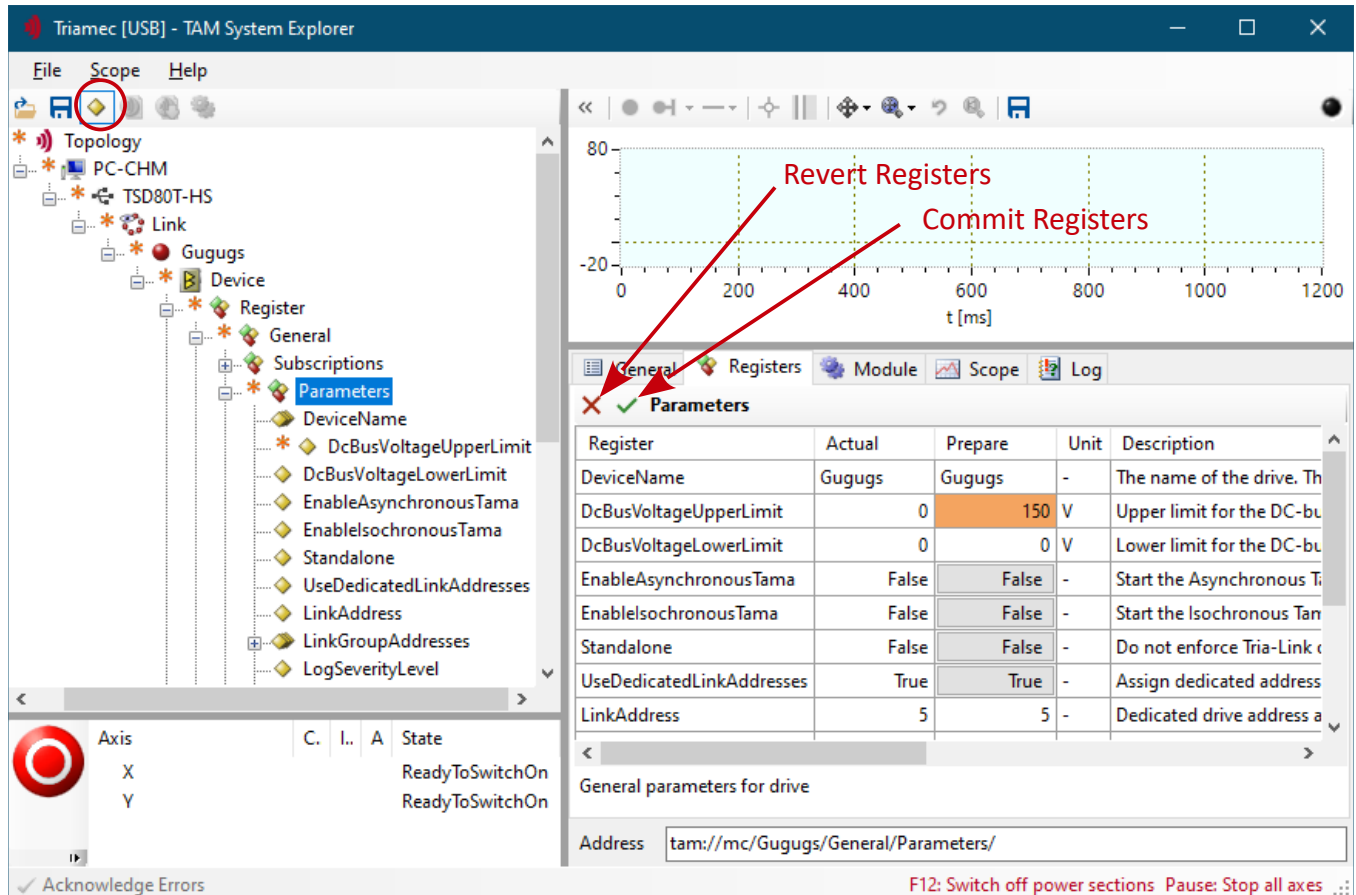 Triamec [USB] - TAM System Explorer
File Scope Help
Topology
PC-CHM
TSD80T-HS
Link
Gugugs
Device
Register
General
Subscriptions
Parameters
DeviceName
DcBusVoltageUpperLimit
DcBusVoltageLowerLimit
EnableAsynchronousTama
EnableIsochronousTama
Standalone
UseDedicatedLinkAddresses
LinkAddress
LinkGroupAddresses
LogSeverityLevel
Axis C. I.. A State
X ReadyToSwitchOn
Y ReadyToSwitchOn
Acknowledge Errors
80
-20
0 200 400 600 800 1000 1200
t [ms]
Revert Registers
Commit Registers
General Registers Module Scope Log
Parameters
Register Actual Prepare Unit Description
DeviceName Gugugs Gugugs - The name of the drive. Th
DcBusVoltageUpperLimit 0 150 V Upper limit for the DC-bu
DcBusVoltageLowerLimit 0 0 V Lower limit for the DC-bu
EnableAsynchronousTama False False - Start the Asynchronous Ta
EnableIsochronousTama False False - Start the Isochronous Tam
Standalone False False - Do not enforce Tria-Link
UseDedicatedLinkAddresses True True - Assign dedicated address
LinkAddress 5 5 - Dedicated drive address a
General parameters for drive
Address tam://mc/Gugugs/General/Parameters/
F12: Switch off power sections Pause: Stop all axes